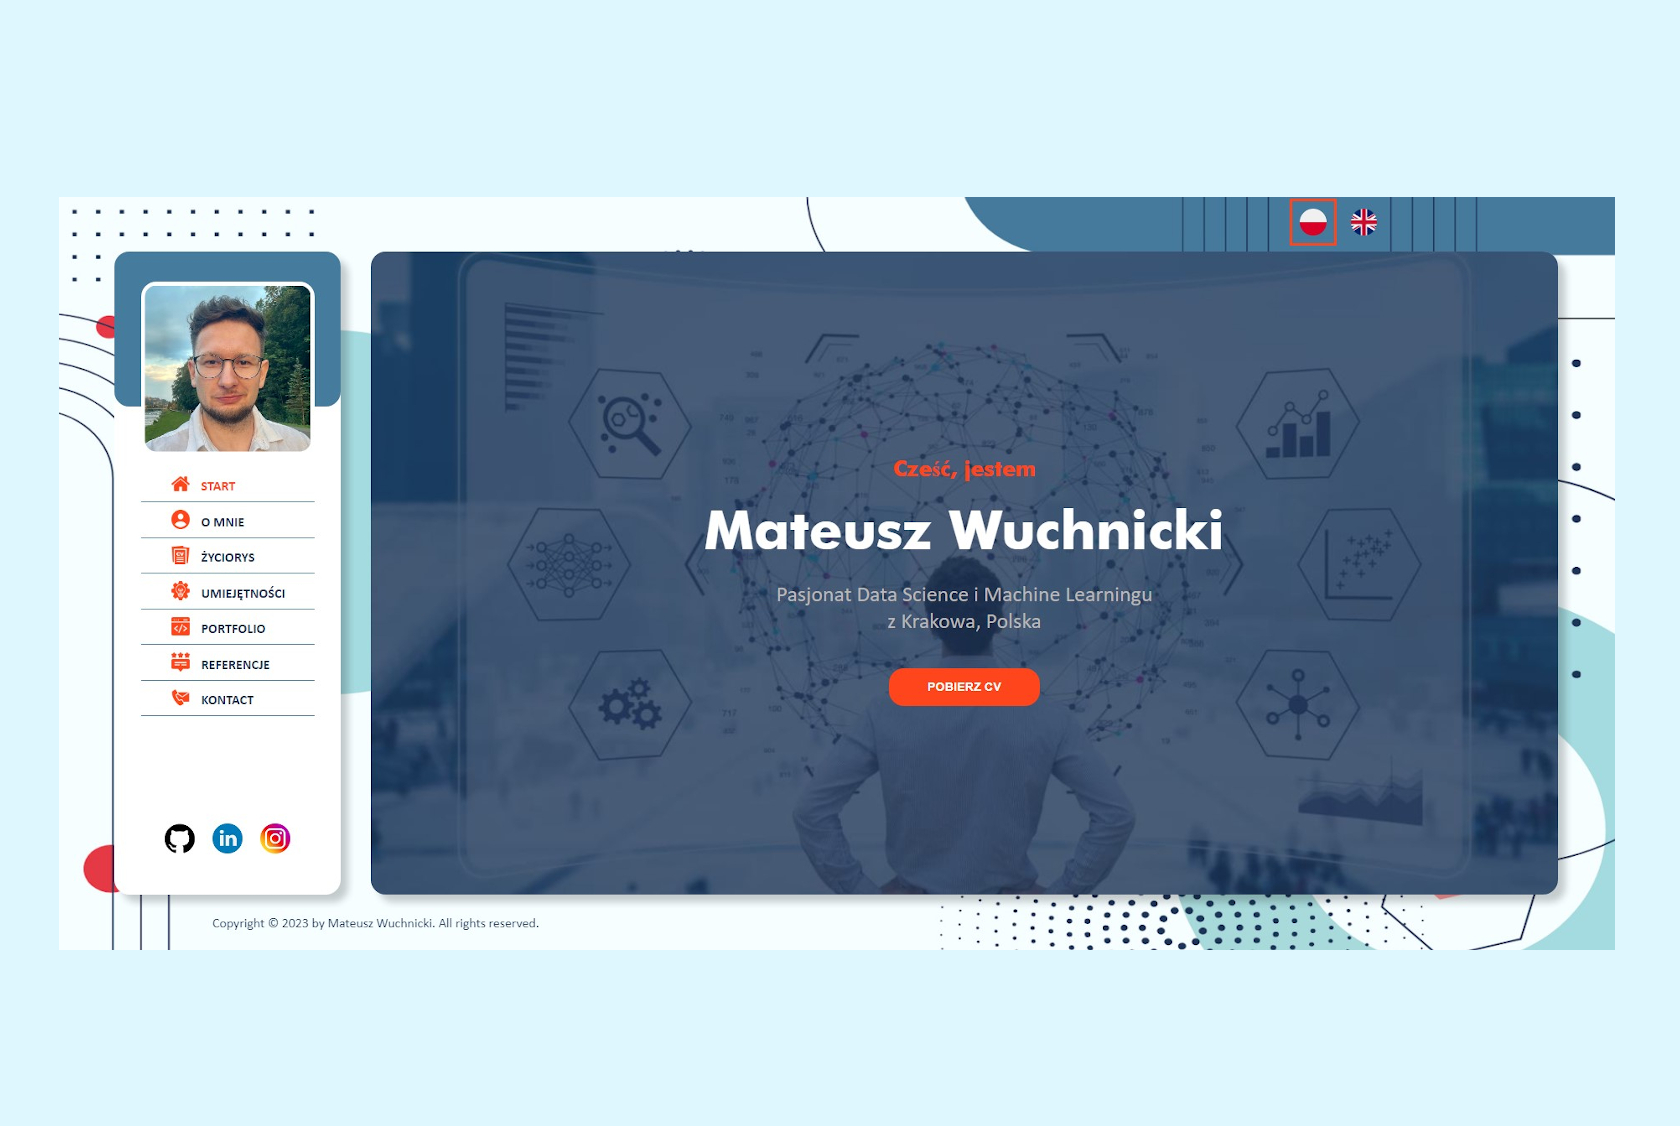 START
O MNIE
ŻYCIORYS
UMIEJĘTNOŚCI
PORTFOLIO
REFERENCJE
KONTACT
in
Cześć, jestem
Mateusz Wuchnicki
Pasjonat Data Science i Machine Learningu
z Krakowa, Polska
POBIERZ CV
Copyright © 2023 by Mateusz Wuchnicki. All rights reserved.